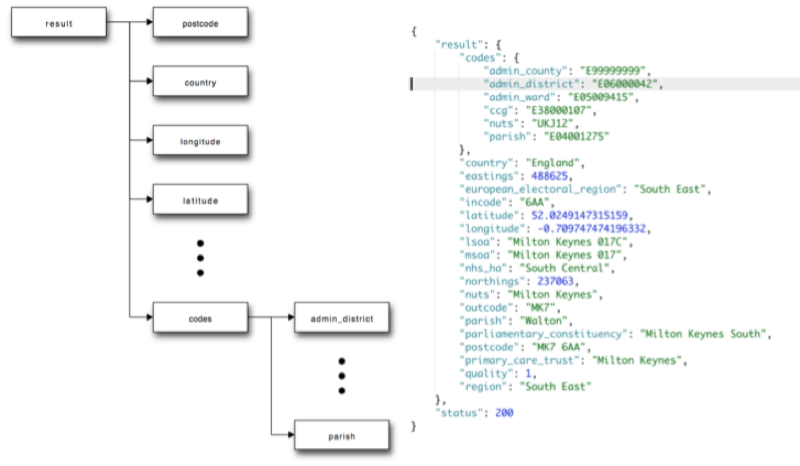 result
postcode
country
longitude
latitude
codes
admin_district
parish
{
"result": {
"codes": {
"admin_county": "E99999999",
"admin_district": "E06000042",
"admin_ward": "E05009415",
"ccg": "E38000107",
"nuts": "UKJ12",
"parish": "E04001275"
},
"country": "England",
"eastings": 488625,
"european_electoral_region": "South East",
"incode": "6AA",
"latitude": 52.0249147315159,
"longitude": -0.709747474196332,
"lsoa": "Milton Keynes 017C",
"msoa": "Milton Keynes 017",
"nhs_ha": "South Central",
"northings": 237063,
"nuts": "Milton Keynes",
"outcode": "MK7",
"parish": "Walton",
"parliamentary_constituency": "Milton Keynes South",
"postcode": "MK7 6AA",
"primary_care_trust": "Milton Keynes",
"quality": 1,
"region": "South East"
},
"status": 200
}